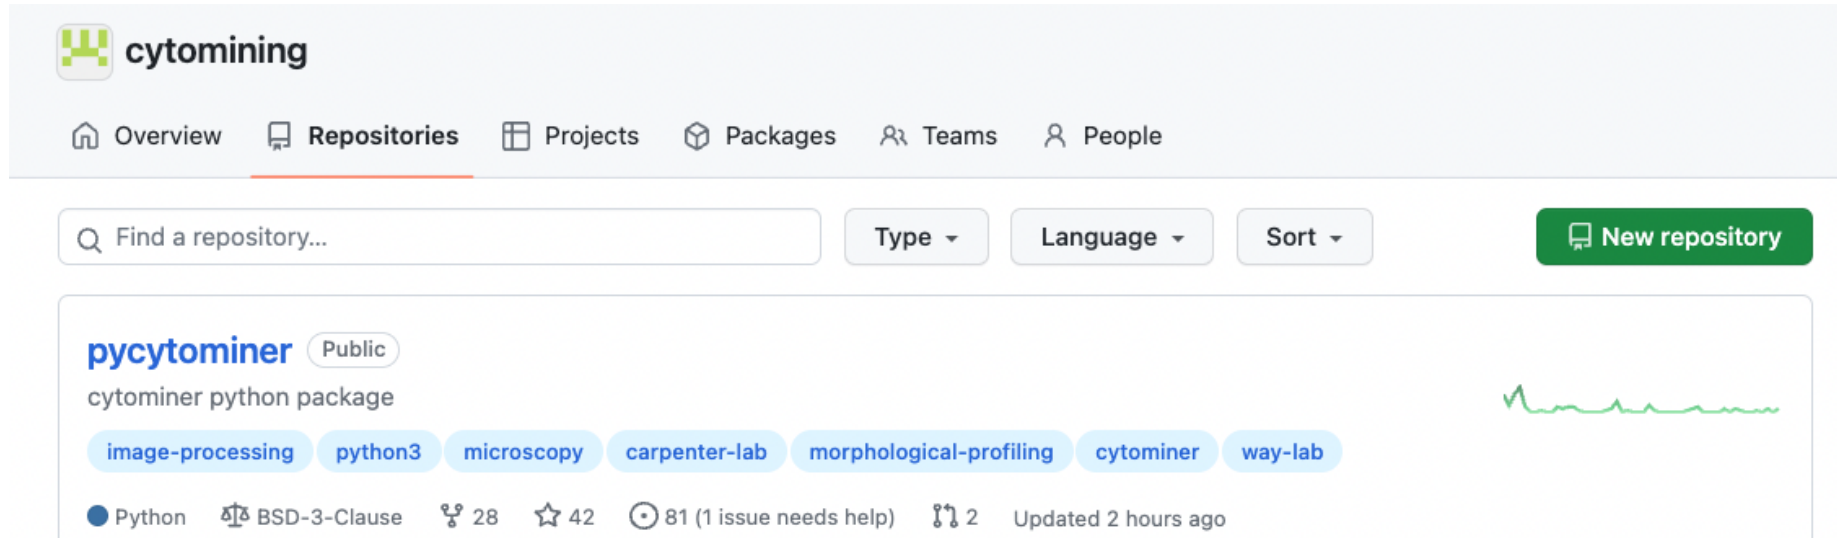 cytomining
Overview Repositories Projects Packages Teams People
Find a repository... Type Language Sort New repository
pycytominer Public
cytominer python package
image-processing python3 microscopy carpenter-lab morphological-profiling cytominer way-lab
Python BSD-3-Clause 28 42 81 (1 issue needs help) 2 Updated 2 hours ago